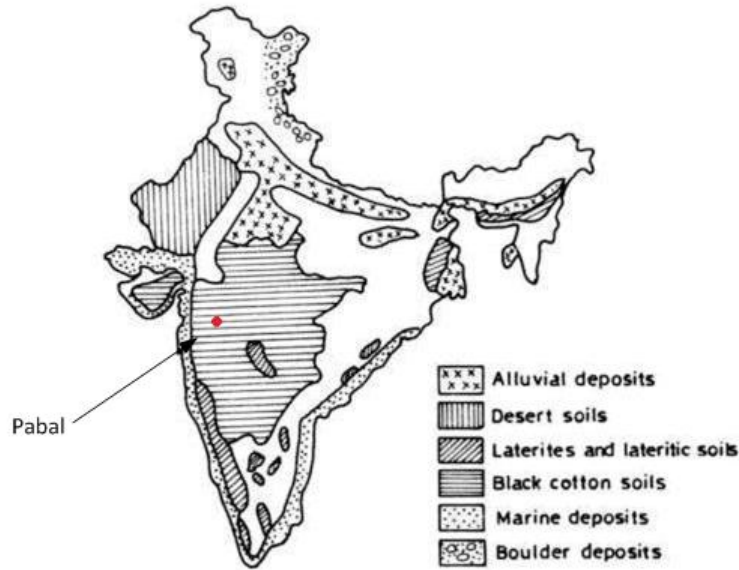 Pabal
Alluvial deposits
Desert soils
Laterites and lateritic soils
Black cotton soils
Marine deposits
Boulder deposits